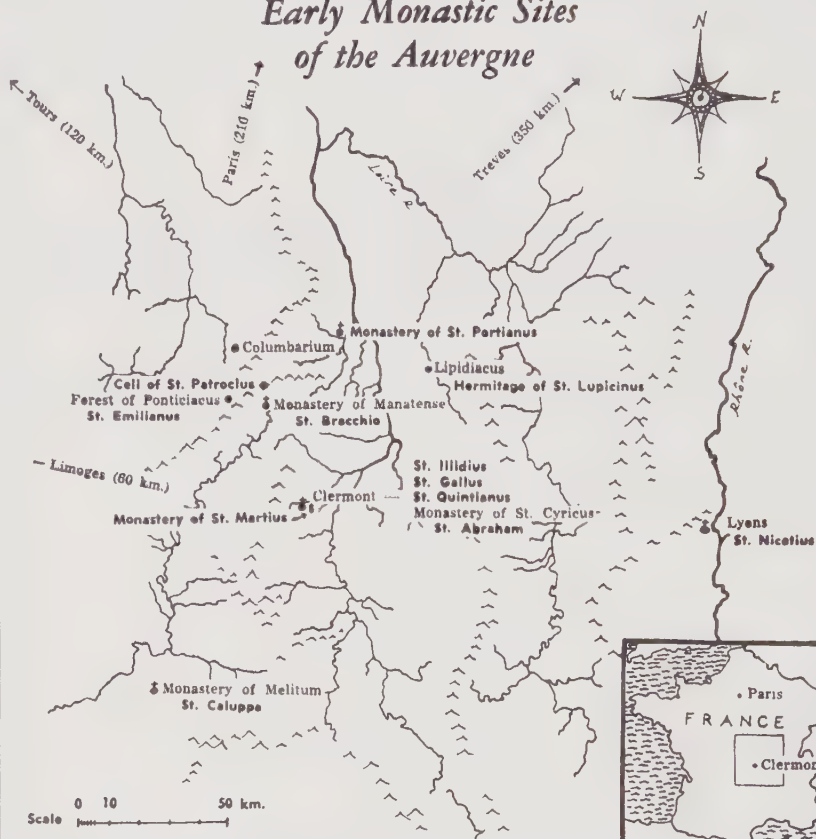 Early Monastic Sites
of the Auvergne
N
W E
S
Tours (120 km.)
Paris (210 km.)
Treves (350 km.)
Loire R.
Rhône R.
Monastery of St. Portianus
Columbarium
Lipidiacus
Cell of St. Patroclus
Hermitage of St. Lupicinus
Forest of Ponticiacus
St. Emilianus
Monastery of Manatense
St. Bracchio
Limoges (60 km.)
Clermont
St. Illidius
St. Gallus
St. Quintianus
Monastery of St. Cyricus-
St. Abraham
Monastery of St. Martius
Lyons
St. Nicetius
Monastery of Melitum
St. Caluppa
Paris
FRANCE
Clermon
0 10 50 km.
Scale